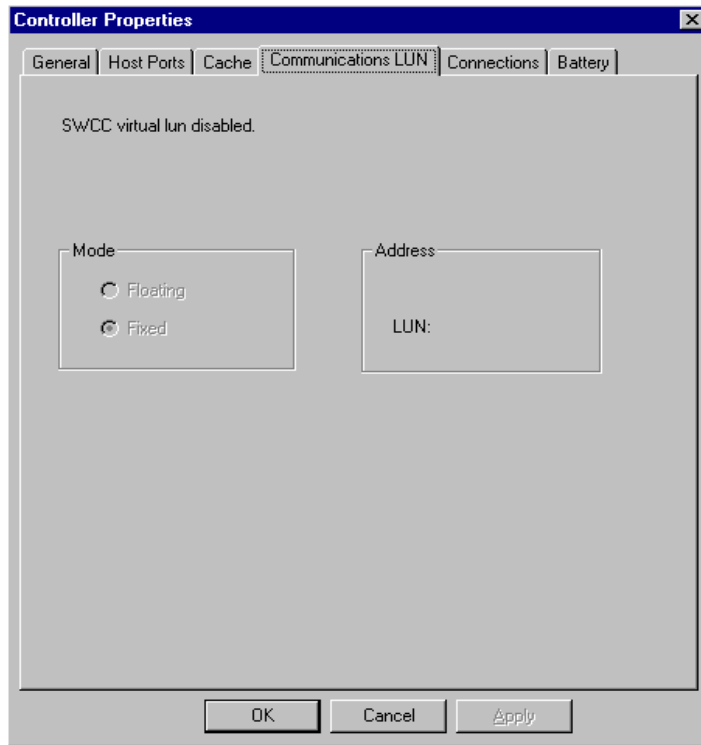 Controller Properties
General Host Ports Cache Communications LUN Connections Battery
SWCC virtual lun disabled.
Mode Address
Floating
Fixed LUN:
OK Cancel Apply